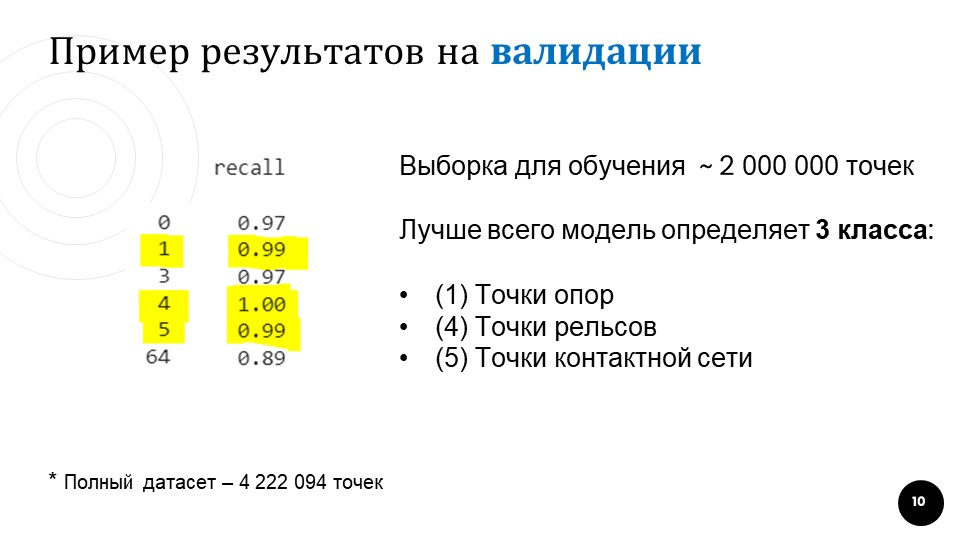 Пример результатов на валидации
recall
0 0.97
1 0.99
3 0.97
4 1.00
5 0.99
64 0.89
Выборка для обучения ~ 2 000 000 точек
Лучше всего модель определяет 3 класса:
• (1) Точки опор
• (4) Точки рельсов
• (5) Точки контактной сети
* Полный датасет – 4 222 094 точек
10